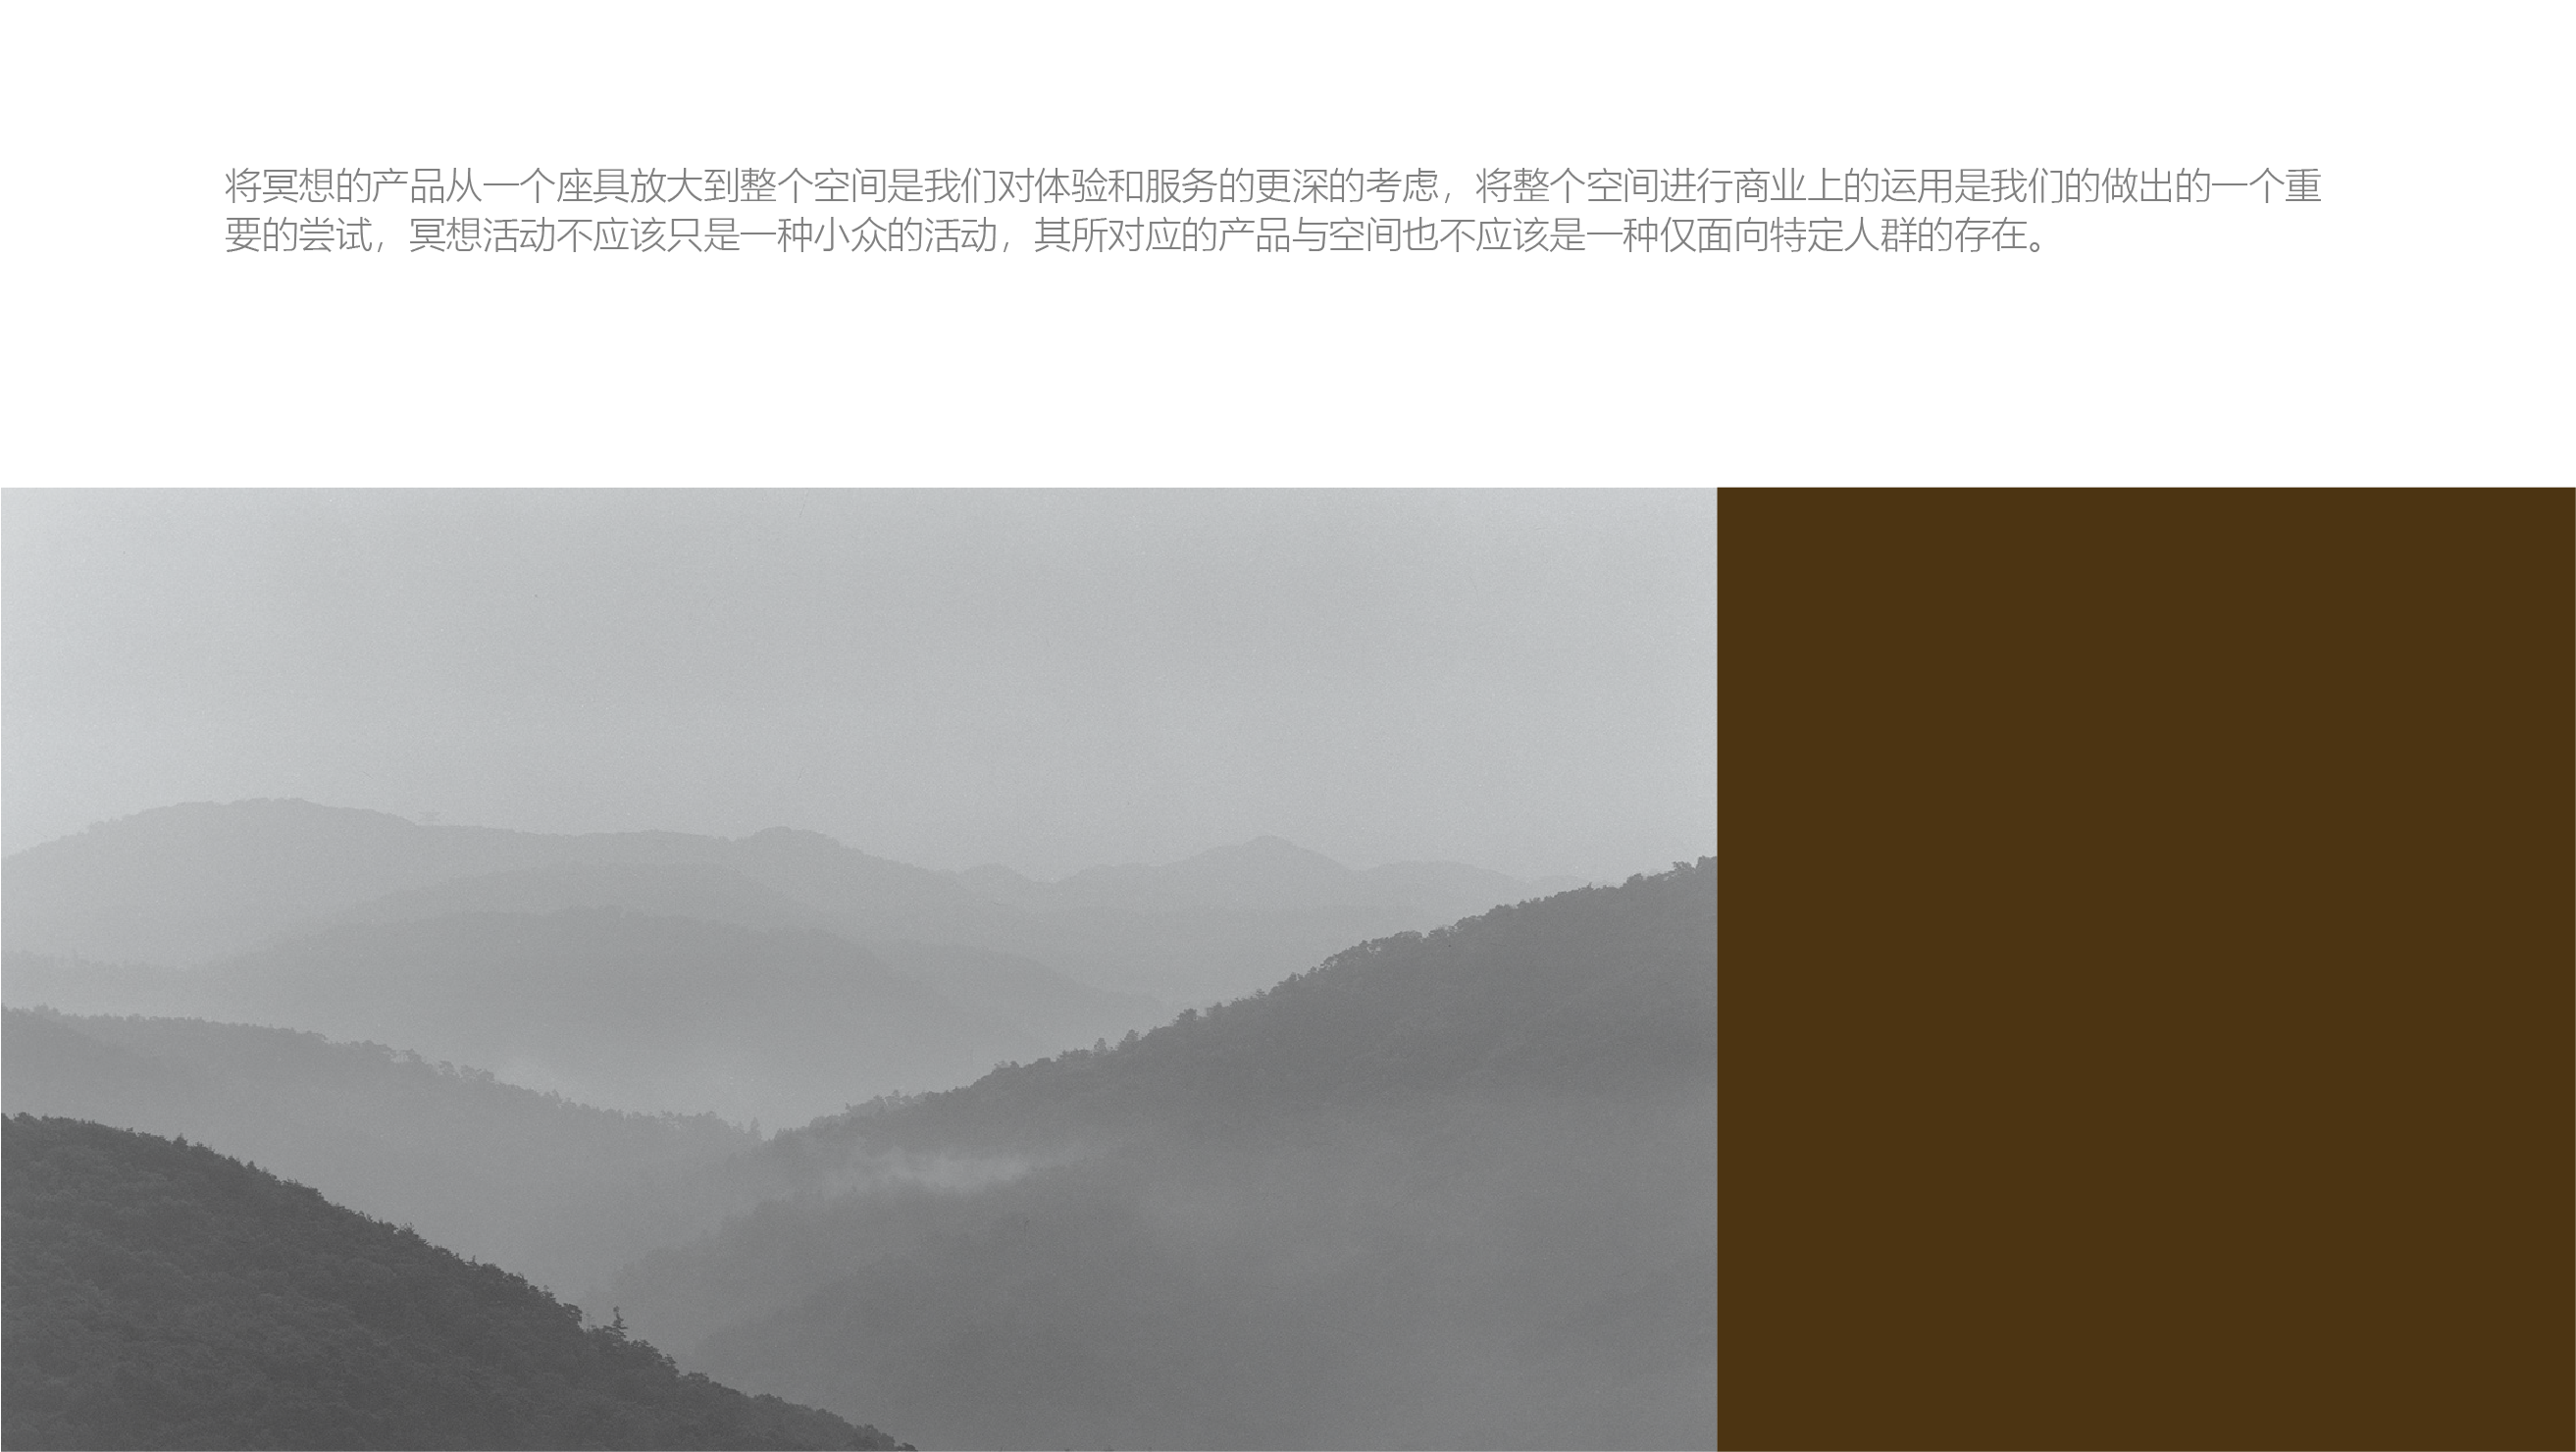 将冥想的产品从一个座具放大到整个空间是我们对体验和服务的更深的考虑，将整个空间进行商业上的运用是我们的做出的一个重
要的尝试，冥想活动不应该只是一种小众的活动，其所对应的产品与空间也不应该是一种仅面向特定人群的存在。